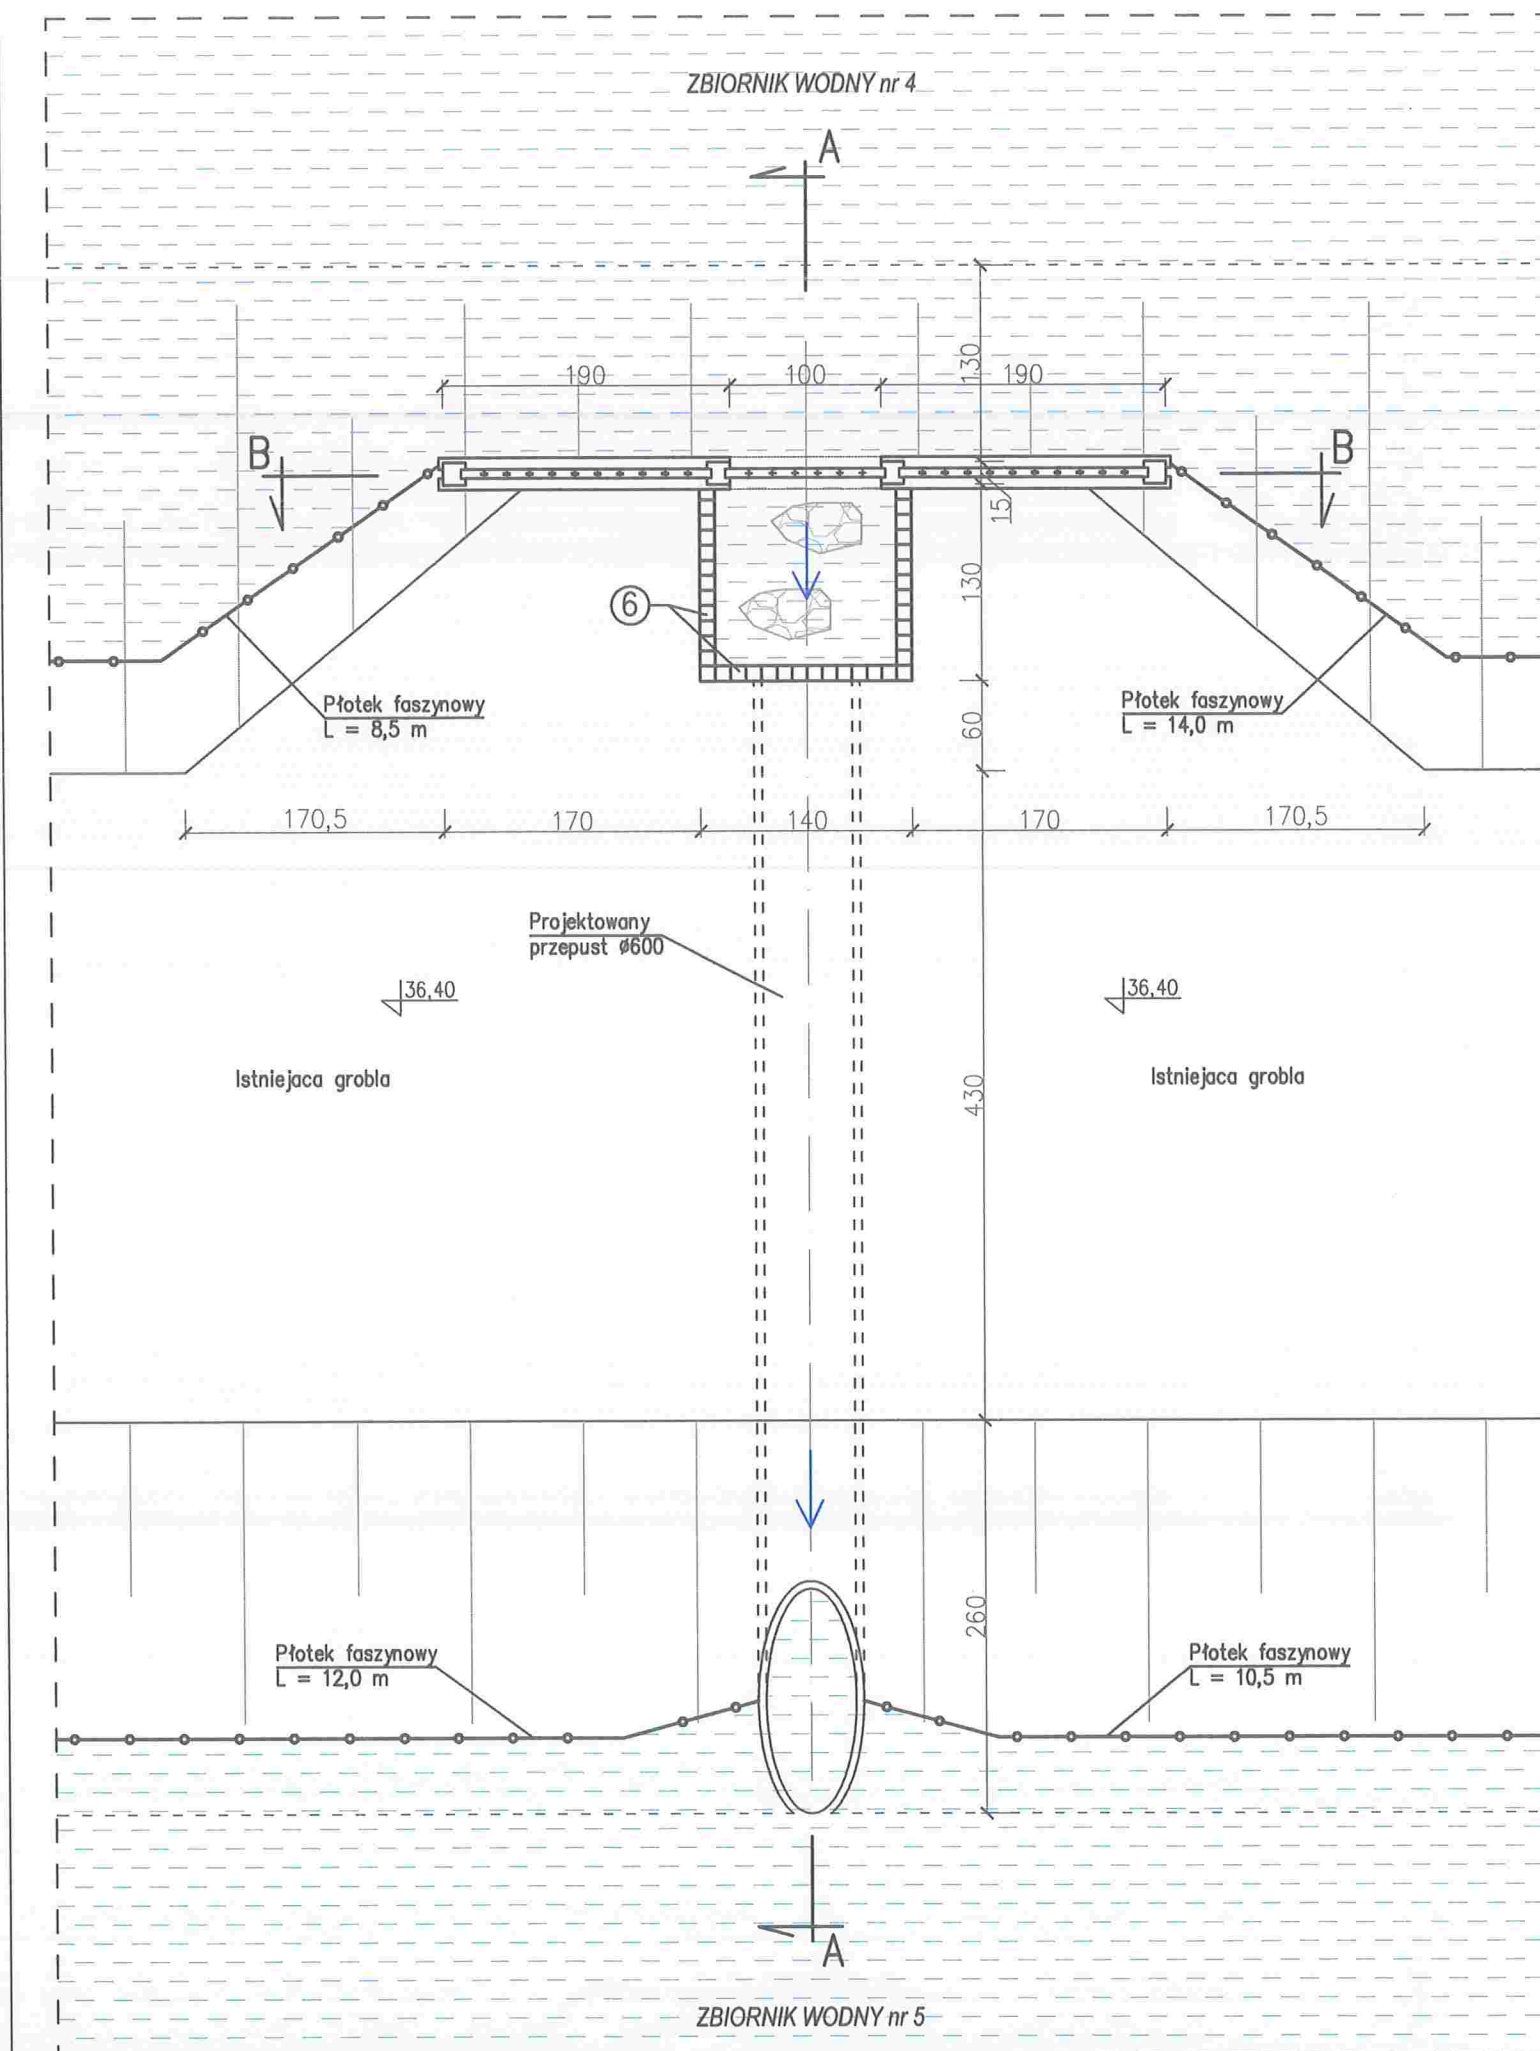 ZBIORNIK WODNY nr 4
A
130
190
100
190
B
B
15
130
6
Płotek faszynowy
L = 8,5 m
Płotek faszynowy
L = 14,0 m
60
170,5
170
140
170
170,5
Projektowany
przepust ø600
36,40
36,40
Istniejaca grobla
Istniejaca grobla
430
260
Płotek faszynowy
L = 12,0 m
Płotek faszynowy
L = 10,5 m
A
ZBIORNIK WODNY nr 5